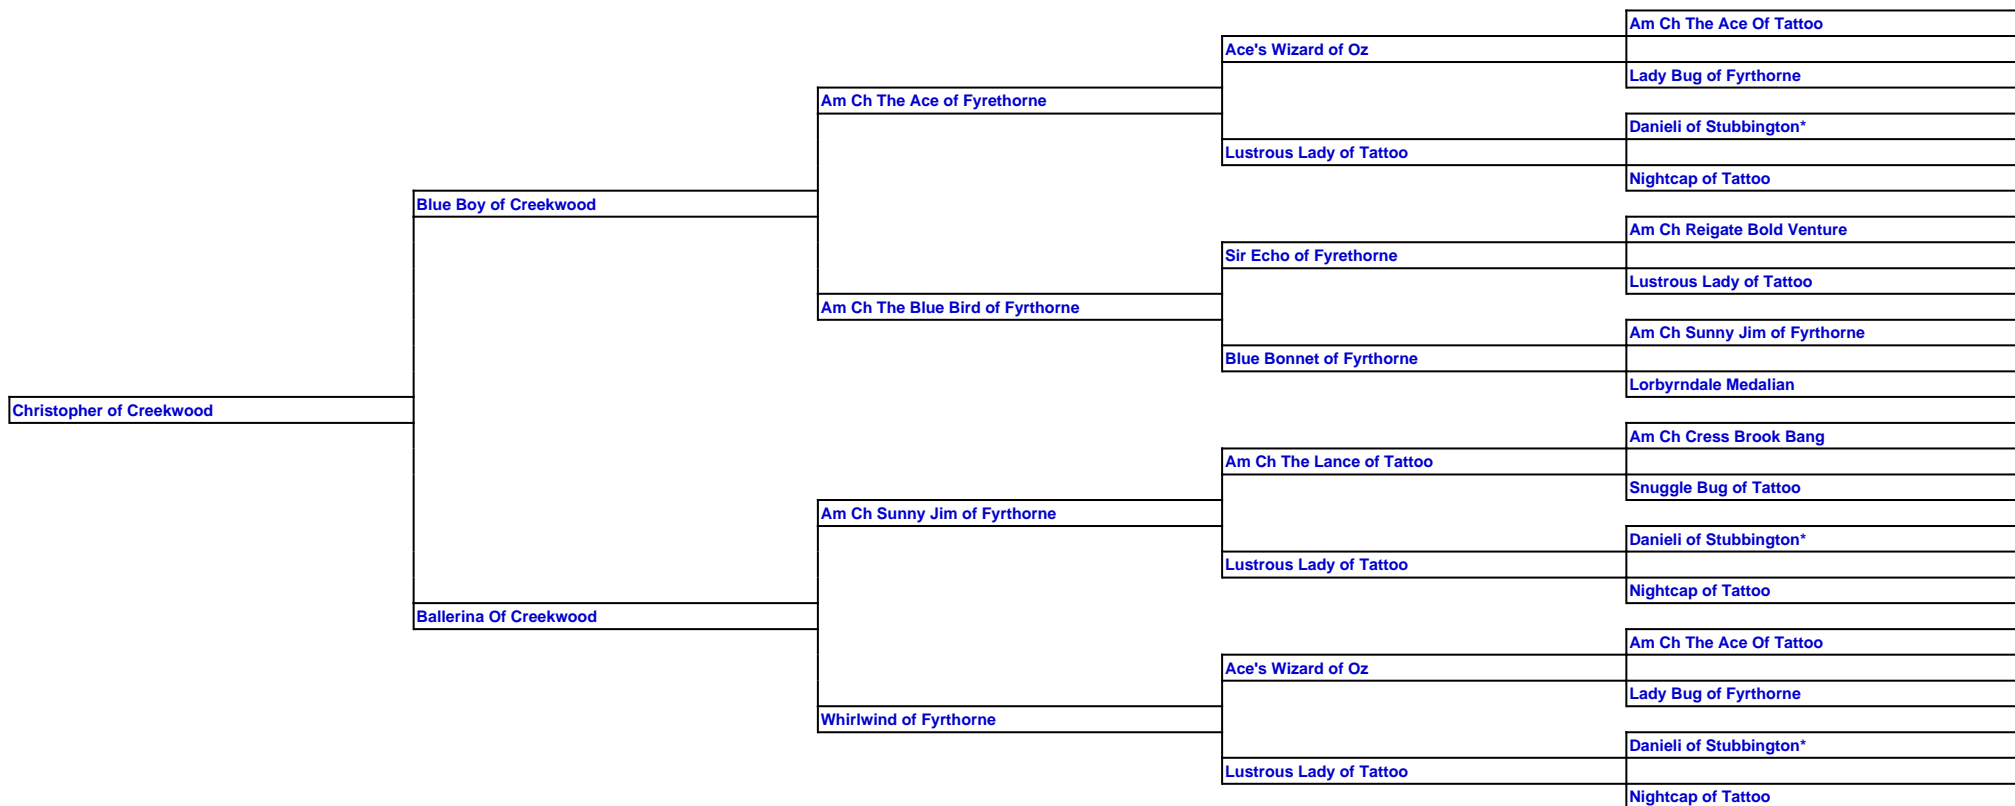 Am Ch The Ace Of Tattoo
Ace's Wizard of Oz
Lady Bug of Fyrthorne
Am Ch The Ace of Fyrethorne
Danieli of Stubbington*
Lustrous Lady of Tattoo
Nightcap of Tattoo
Blue Boy of Creekwood
Am Ch Reigate Bold Venture
Sir Echo of Fyrethorne
Lustrous Lady of Tattoo
Am Ch The Blue Bird of Fyrthorne
Am Ch Sunny Jim of Fyrthorne
Blue Bonnet of Fyrthorne
Lorbyrndale Medalian
Christopher of Creekwood
Am Ch Cress Brook Bang
Am Ch The Lance of Tattoo
Snuggle Bug of Tattoo
Am Ch Sunny Jim of Fyrthorne
Danieli of Stubbington*
Lustrous Lady of Tattoo
Nightcap of Tattoo
Ballerina Of Creekwood
Am Ch The Ace Of Tattoo
Ace's Wizard of Oz
Lady Bug of Fyrthorne
Whirlwind of Fyrthorne
Danieli of Stubbington*
Lustrous Lady of Tattoo
Nightcap of Tattoo